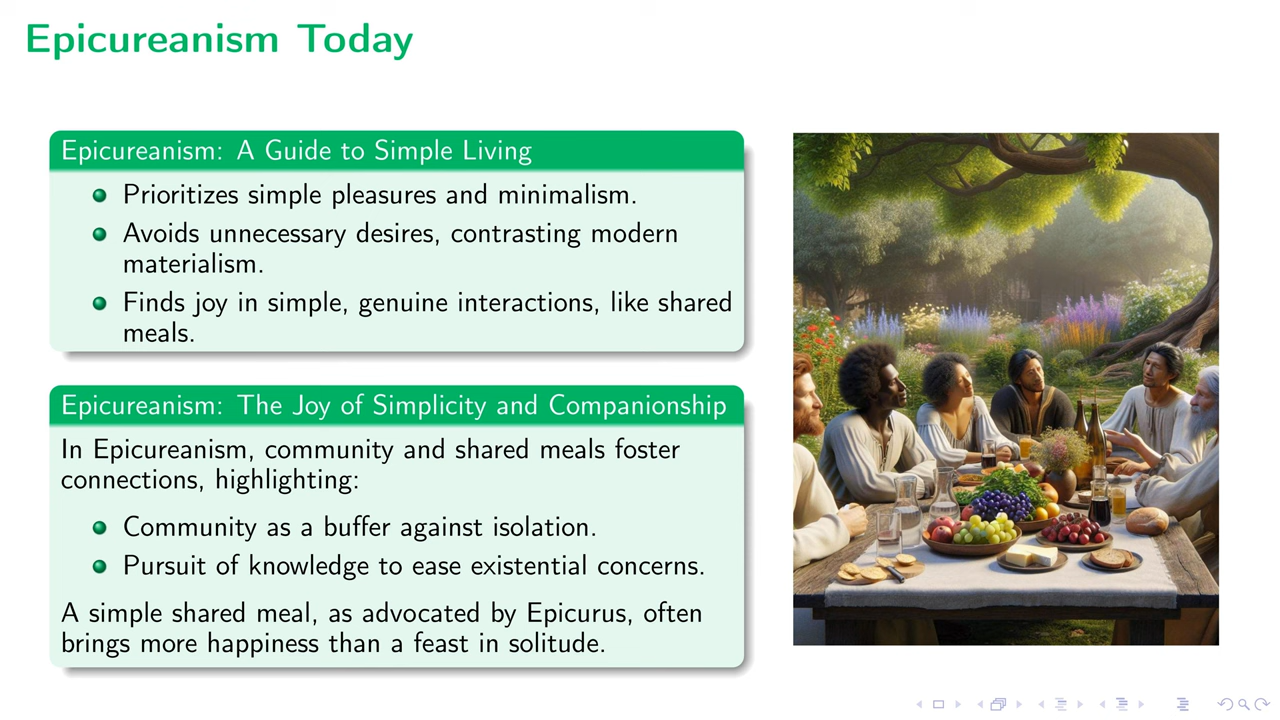 Epicureanism Today
Epicureanism: A Guide to Simple Living
Prioritizes simple pleasures and minimalism.
Avoids unnecessary desires, contrasting modern
materialism.
Finds joy in simple, genuine interactions, like shared
meals.
Epicureanism: The Joy of Simplicity and Companionship
In Epicureanism, community and shared meals foster
connections, highlighting:
Community as a buffer against isolation.
Pursuit of knowledge to ease existential concerns.
A simple shared meal, as advocated by Epicurus, often
brings more happiness than a feast in solitude.